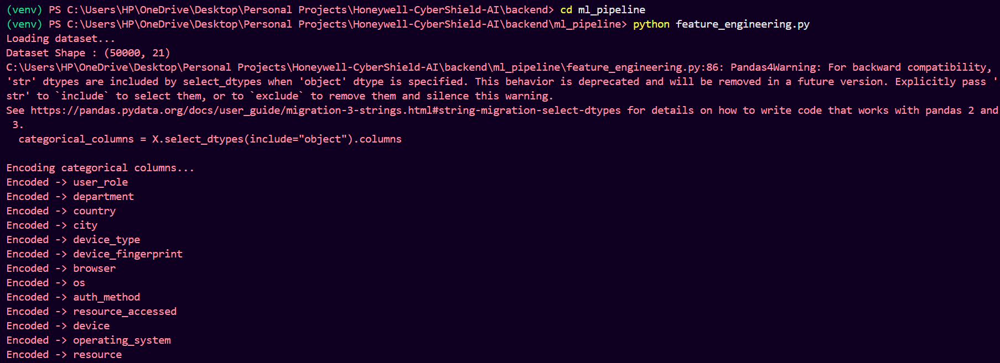 (venv) PS C:\Users\HP\OneDrive\Desktop\Personal Projects\Honeywell-CyberShield-AI\backend> cd ml_pipeline
(venv) PS C:\Users\HP\OneDrive\Desktop\Personal Projects\Honeywell-CyberShield-AI\backend\ml_pipeline> python feature_engineering.py
Loading dataset...
Dataset Shape : (50000, 21)
C:\Users\HP\OneDrive\Desktop\Personal Projects\Honeywell-CyberShield-AI\backend\ml_pipeline\feature_engineering.py:86: Pandas4Warning: For backward compatibility,
'str' dtypes are included by select_dtypes when 'object' dtype is specified. This behavior is deprecated and will be removed in a future version. Explicitly pass '
str' to `include` to select them, or to `exclude` to remove them and silence this warning.
See https://pandas.pydata.org/docs/user_guide/migration-3-strings.html#string-migration-select-dtypes for details on how to write code that works with pandas 2 and
 3.
  categorical_columns = X.select_dtypes(include="object").columns

Encoding categorical columns...
Encoded -> user_role
Encoded -> department
Encoded -> country
Encoded -> city
Encoded -> device_type
Encoded -> device_fingerprint
Encoded -> browser
Encoded -> os
Encoded -> auth_method
Encoded -> resource_accessed
Encoded -> device
Encoded -> operating_system
Encoded -> resource